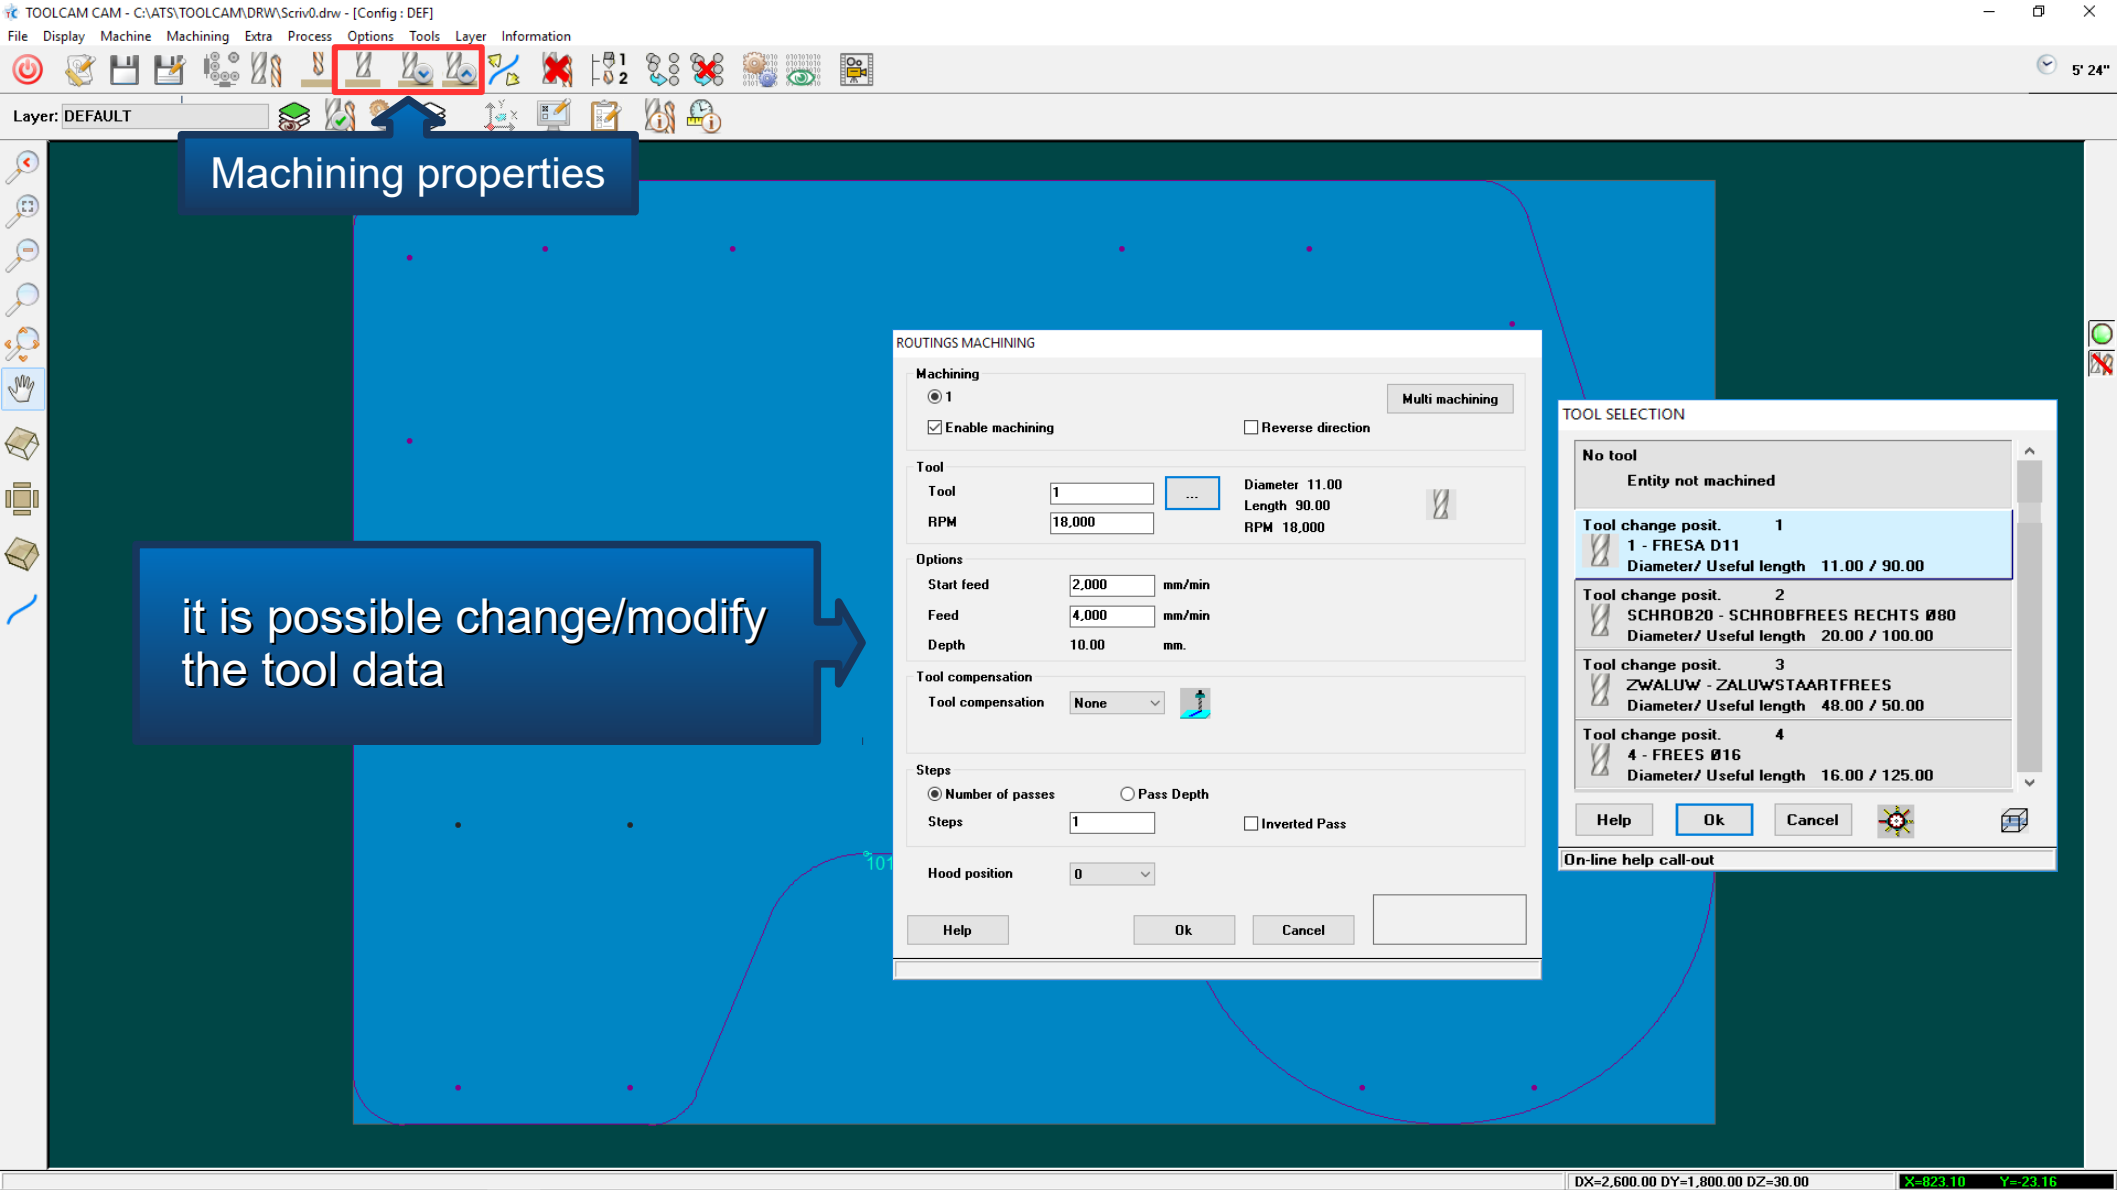 TOOLCAM CAM - C:\ATS\TOOLCAM\DRW\Scriv0.drw - [Config : DEF]
File Display Machine Machining Extra Process Options Tools Layer Information
1
2
5' 24"
Layer: DEFAULT
Machining properties
it is possible change/modify
the tool data
101
ROUTINGS MACHINING
Machining
1
Multi machining
Enable machining
Reverse direction
Tool
Tool 1 ... Diameter 11.00
Length 90.00
RPM 18,000 RPM 18,000
Options
Start feed 2,000 mm/min
Feed 4,000 mm/min
Depth 10.00 mm.
Tool compensation
Tool compensation None
Steps
Number of passes Pass Depth
Steps 1 Inverted Pass
Hood position 0
Help Ok Cancel
TOOL SELECTION
No tool
Entity not machined
Tool change posit. 1
1 - FRESA D11
Diameter/ Useful length 11.00 / 90.00
Tool change posit. 2
SCHROB20 - SCHROBFREES RECHTS Ø80
Diameter/ Useful length 20.00 / 100.00
Tool change posit. 3
ZWALUW - ZALUWSTAARTFREES
Diameter/ Useful length 48.00 / 50.00
Tool change posit. 4
4 - FREES Ø16
Diameter/ Useful length 16.00 / 125.00
Help Ok Cancel
On-line help call-out
DX=2,600.00 DY=1,800.00 DZ=30.00
X=823.10 Y=-23.16